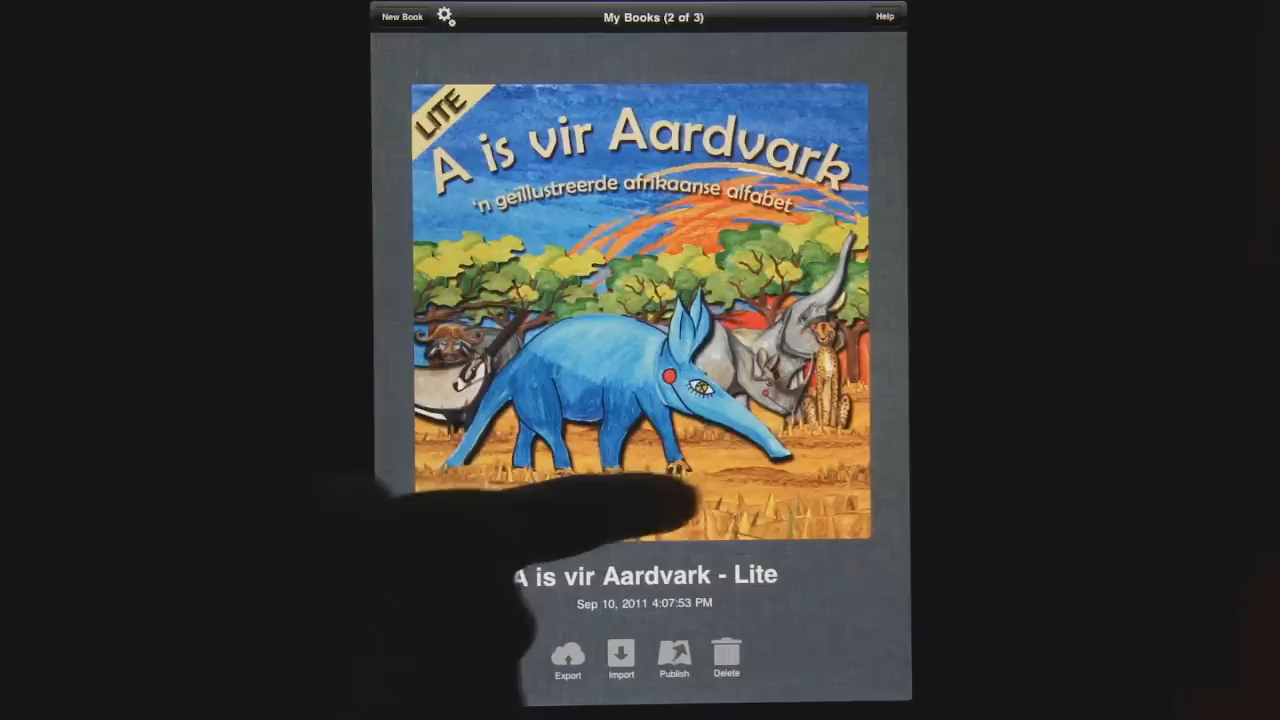 New Book
My Books (2 of 3)
Help
LITE
A is vir Aardvark
'n geïllustreerde afrikaanse alfabet
A is vir Aardvark - Lite
Sep 10, 2011 4:07:53 PM
Export
Import
Publish
Delete